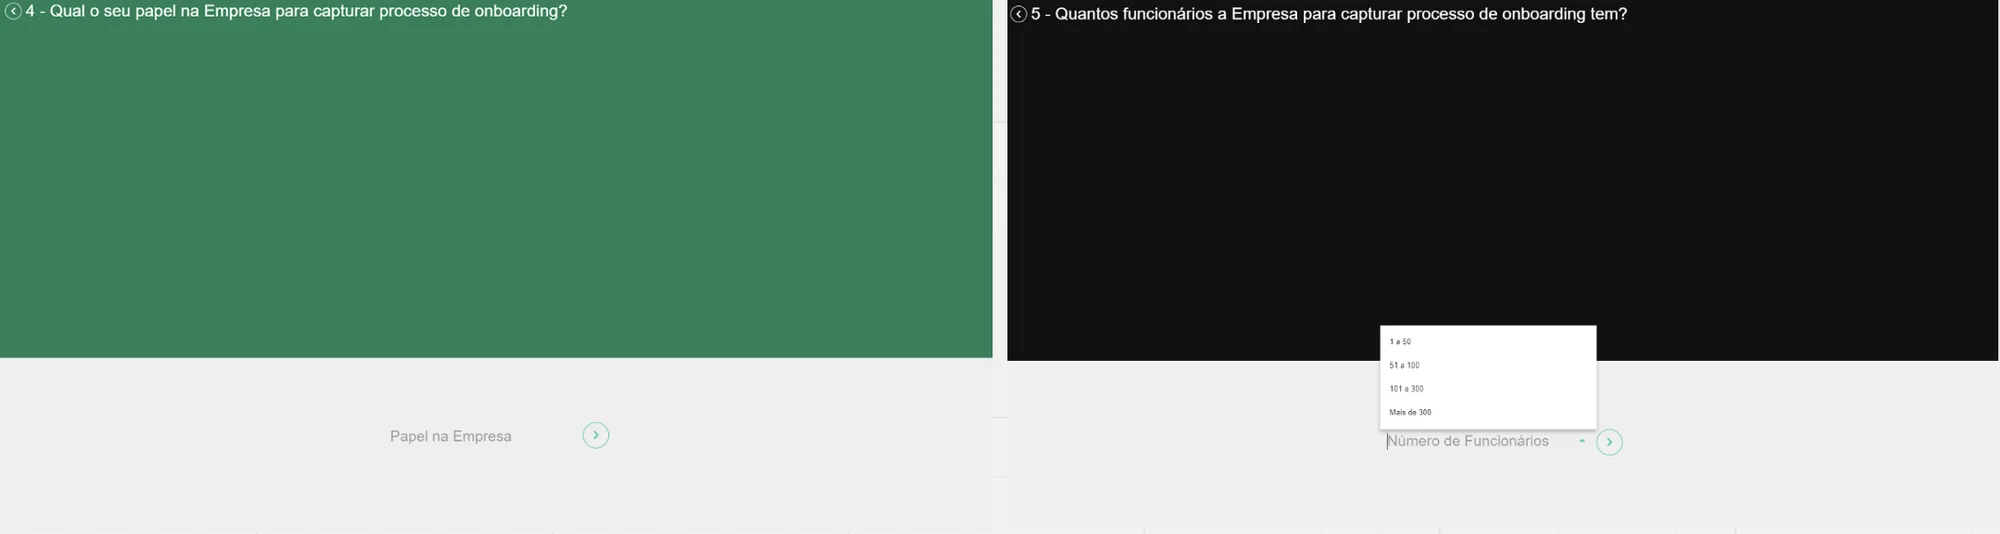 4 - Qual o seu papel na Empresa para capturar processo de onboarding?
Papel na Empresa
5 - Quantos funcionários a Empresa para capturar processo de onboarding tem?
1 a 50
51 a 100
101 a 300
Mais de 300
Número de Funcionários